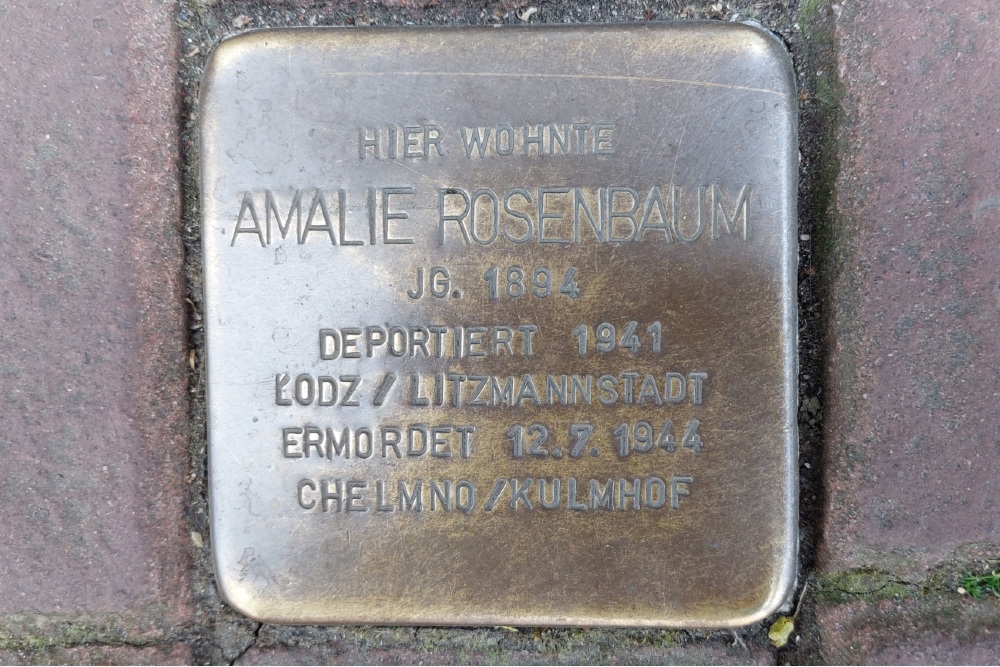 HIER WOHNTE
AMALIE ROSENBAUM
JG. 1894
DEPORTIERT 1941
ŁODZ / LITZMANNSTADT
ERMORDET 12.7.1944
CHELMNO/KULMHOF